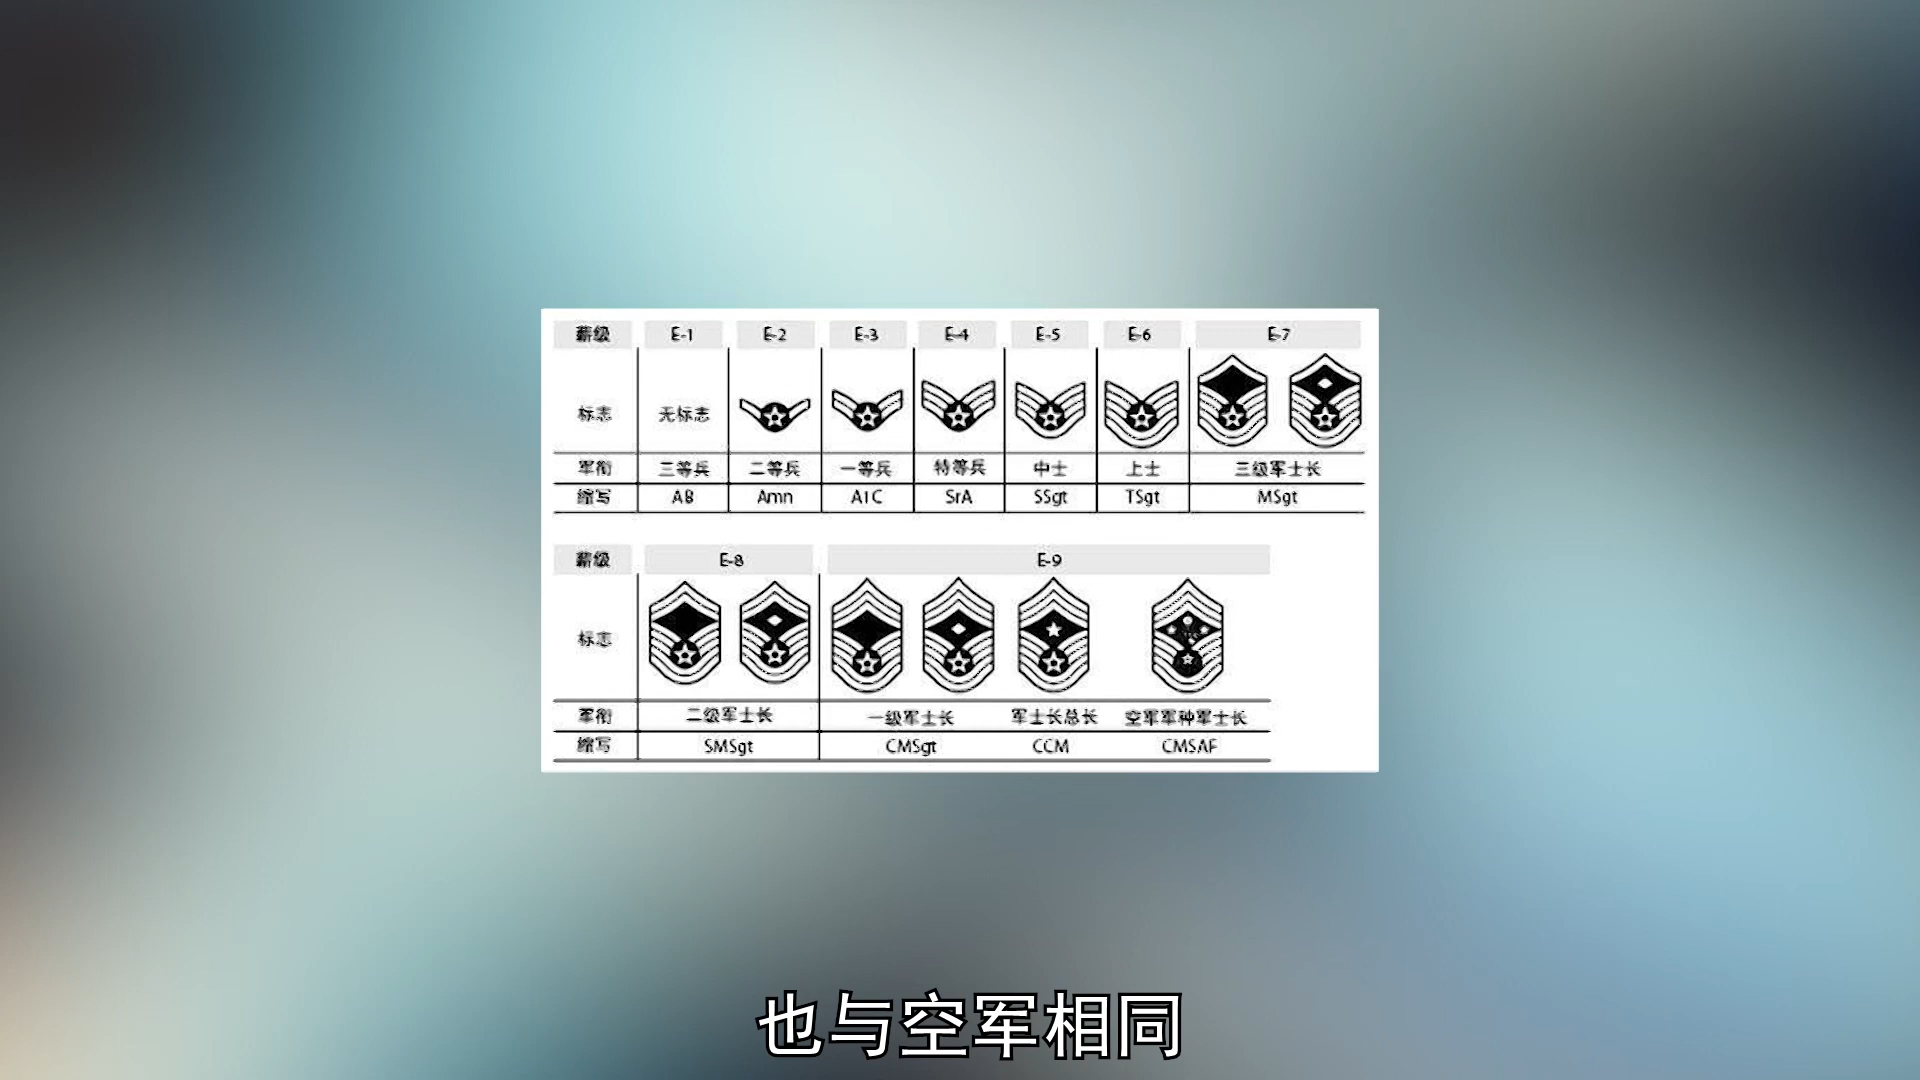 薪级 E-1 E-2 E-3 E-4 E-5 E-6 E-7
标志 无标志
军衔 三等兵 二等兵 一等兵 特等兵 中士 上士 三级军士长
缩写 AB Amn A1C SrA SSgt TSgt MSgt
薪级 E-8 E-9
标志
军衔 二级军士长 一级军士长 军士长总长 空军军种军士长
缩写 SMSgt CMSgt CCM CMSAF
也与空军相同